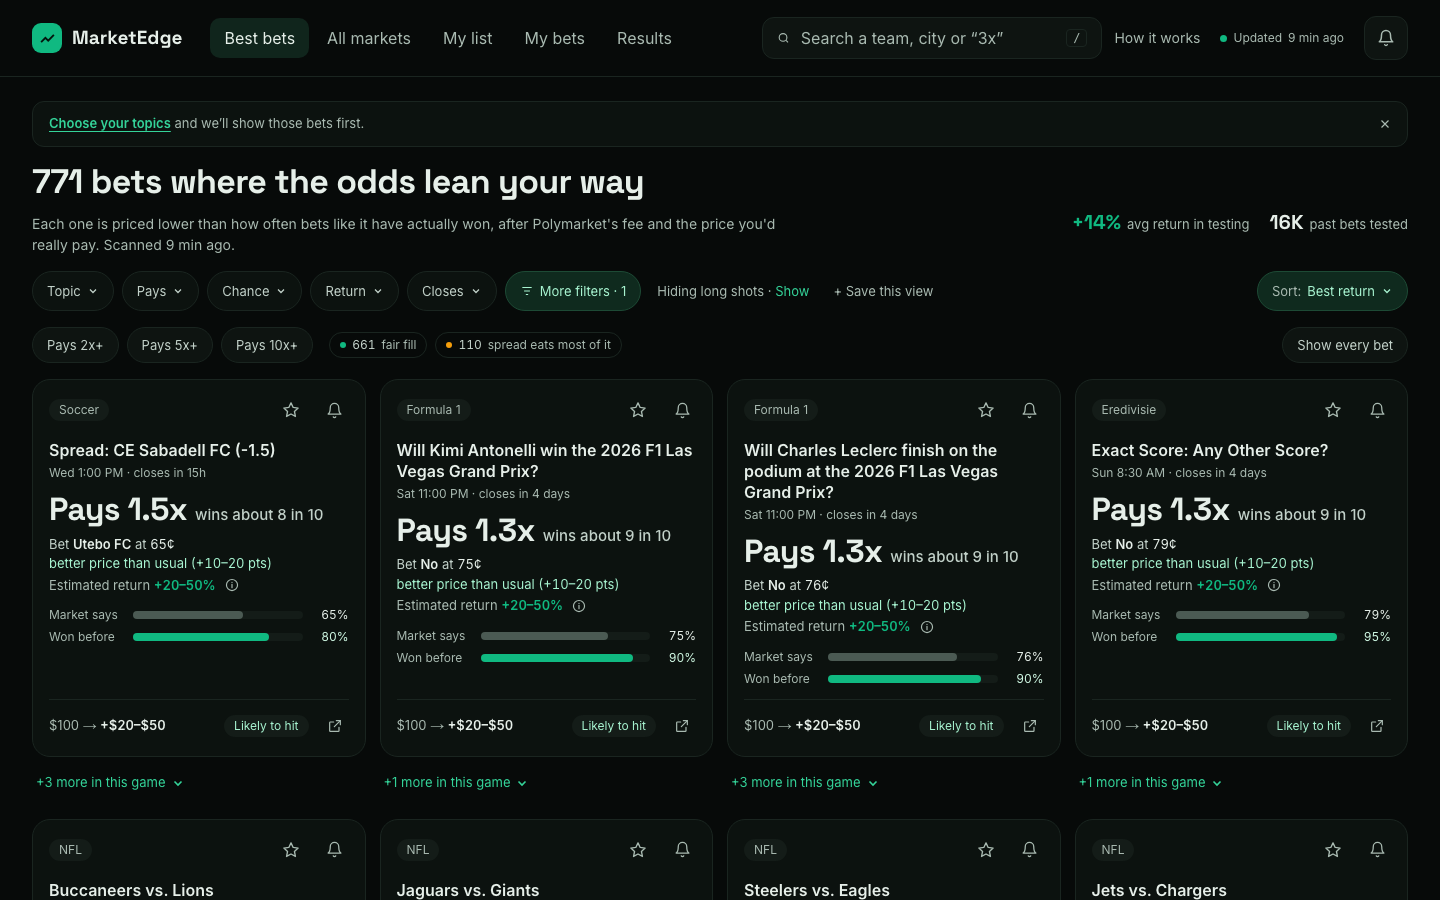 MarketEdge
Best bets
All markets
My list
My bets
Results
Search a team, city or “3x”
/
How it works
Updated 9 min ago
Choose your topics and we’ll show those bets first.
771 bets where the odds lean your way
Each one is priced lower than how often bets like it have actually won, after Polymarket's fee and the price you'd
really pay. Scanned 9 min ago.
+14% avg return in testing
16K past bets tested
Topic
Pays
Chance
Return
Closes
More filters · 1
Hiding long shots · Show
+ Save this view
Sort: Best return
Pays 2x+
Pays 5x+
Pays 10x+
661 fair fill
110 spread eats most of it
Show every bet
Soccer
Spread: CE Sabadell FC (-1.5)
Wed 1:00 PM · closes in 15h
Pays 1.5x wins about 8 in 10
Bet Utebo FC at 65¢
better price than usual (+10–20 pts)
Estimated return +20–50%
Market says 65%
Won before 80%
$100 → +$20–$50
Likely to hit
+3 more in this game
Formula 1
Will Kimi Antonelli win the 2026 F1 Las
Vegas Grand Prix?
Sat 11:00 PM · closes in 4 days
Pays 1.3x wins about 9 in 10
Bet No at 75¢
better price than usual (+10–20 pts)
Estimated return +20–50%
Market says 75%
Won before 90%
$100 → +$20–$50
Likely to hit
+1 more in this game
Formula 1
Will Charles Leclerc finish on the
podium at the 2026 F1 Las Vegas
Grand Prix?
Sat 11:00 PM · closes in 4 days
Pays 1.3x wins about 9 in 10
Bet No at 76¢
better price than usual (+10–20 pts)
Estimated return +20–50%
Market says 76%
Won before 90%
$100 → +$20–$50
Likely to hit
+3 more in this game
Eredivisie
Exact Score: Any Other Score?
Sun 8:30 AM · closes in 4 days
Pays 1.3x wins about 9 in 10
Bet No at 79¢
better price than usual (+10–20 pts)
Estimated return +20–50%
Market says 79%
Won before 95%
$100 → +$20–$50
Likely to hit
+1 more in this game
NFL
Buccaneers vs. Lions
NFL
Jaguars vs. Giants
NFL
Steelers vs. Eagles
NFL
Jets vs. Chargers